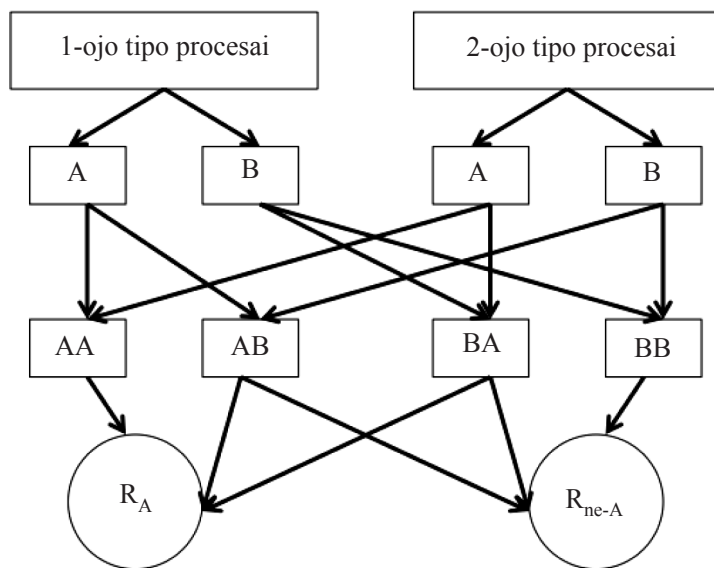 1-ojo tipo procesai
2-ojo tipo procesai
A
B
A
B
AA
AB
BA
BB
R_A
R_ne-A